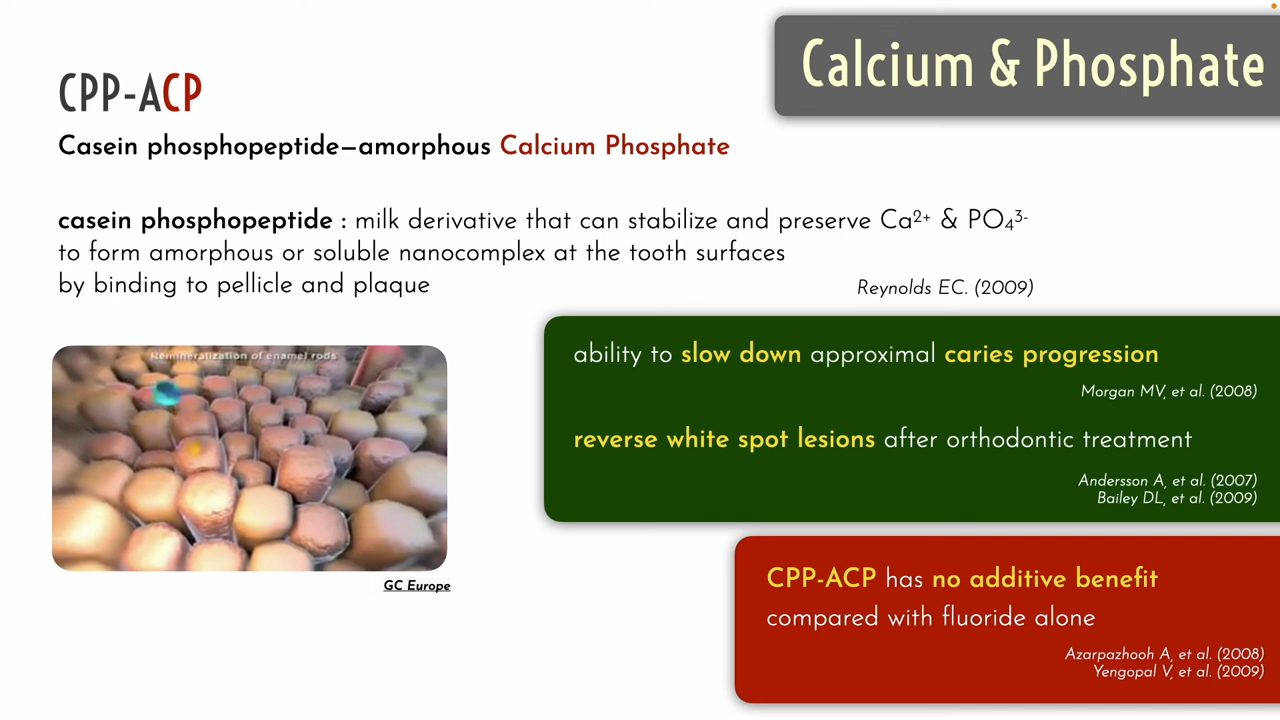 Calcium & Phosphate
CPP-ACP
Casein phosphopeptide–amorphous Calcium Phosphate
casein phosphopeptide : milk derivative that can stabilize and preserve Ca²⁺ & PO₄³⁻
to form amorphous or soluble nanocomplex at the tooth surfaces
by binding to pellicle and plaque
Reynolds EC. (2009)
Remineralization of enamel rods
GC Europe
ability to slow down approximal caries progression
Morgan MV, et al. (2008)
reverse white spot lesions after orthodontic treatment
Andersson A, et al. (2007)
Bailey DL, et al. (2009)
CPP-ACP has no additive benefit
compared with fluoride alone
Azarpazhooh A, et al. (2008)
Yengopal V, et al. (2009)